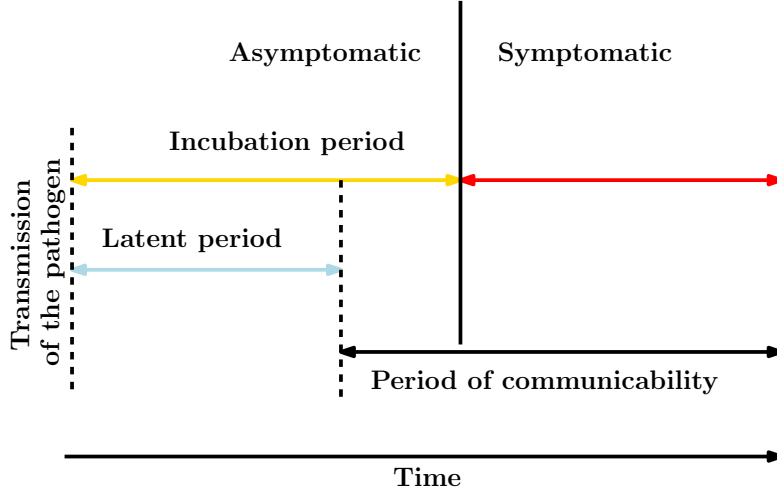 Asymptomatic
Symptomatic
Incubation period
Latent period
Transmission
of the pathogen
Period of communicability
Time